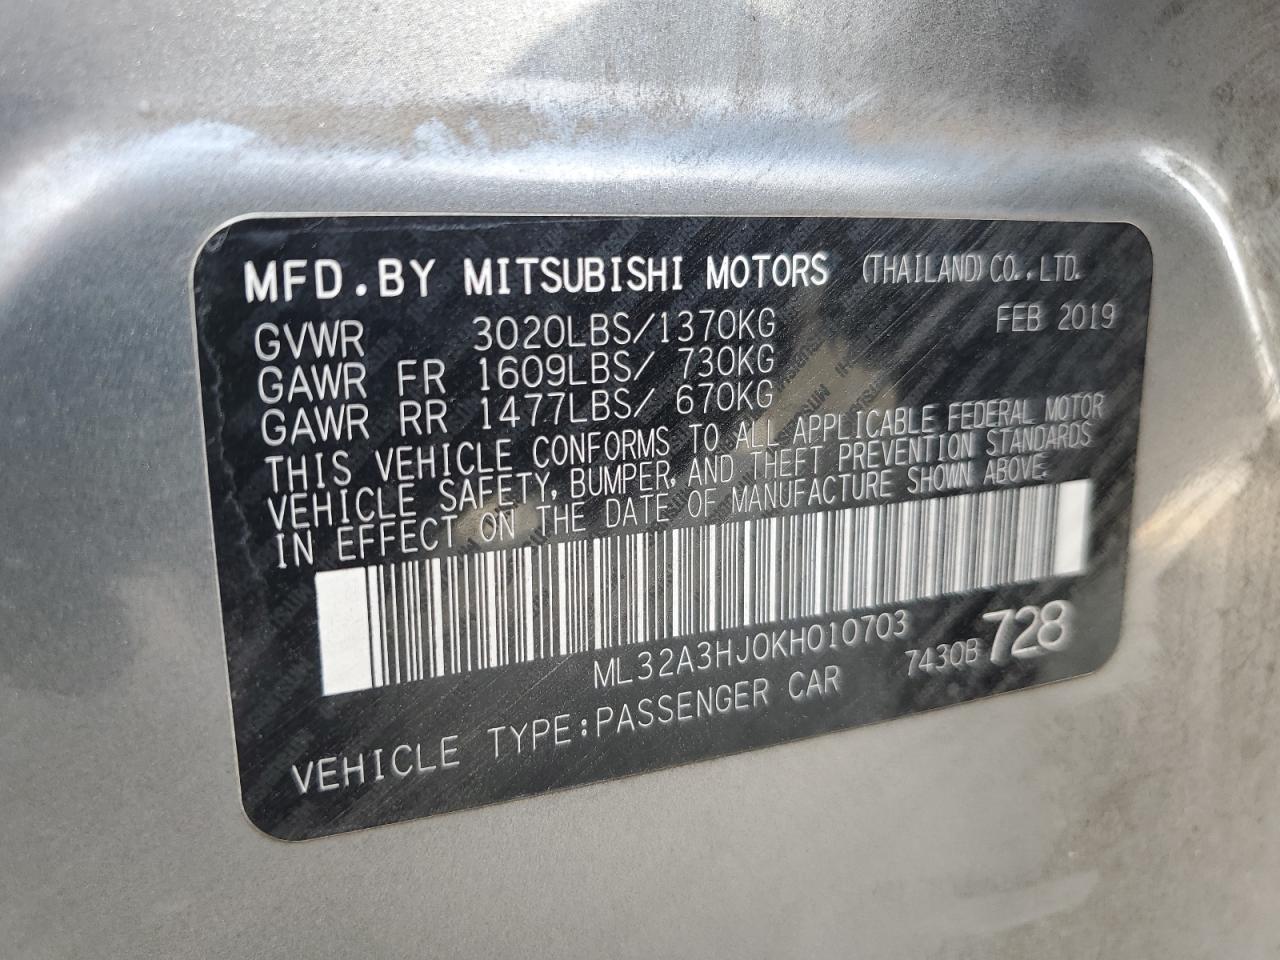 MFD.BY MITSUBISHI MOTORS (THAILAND) CO.,LTD.
GVWR 3020LBS/1370KG FEB 2019
GAWR FR 1609LBS/ 730KG
GAWR RR 1477LBS/ 670KG
THIS VEHICLE CONFORMS TO ALL APPLICABLE FEDERAL MOTOR
VEHICLE SAFETY, BUMPER, AND THEFT PREVENTION STANDARDS
IN EFFECT ON THE DATE OF MANUFACTURE SHOWN ABOVE.
ML32A3HJ0KH010703
VEHICLE TYPE:PASSENGER CAR 7430B 728